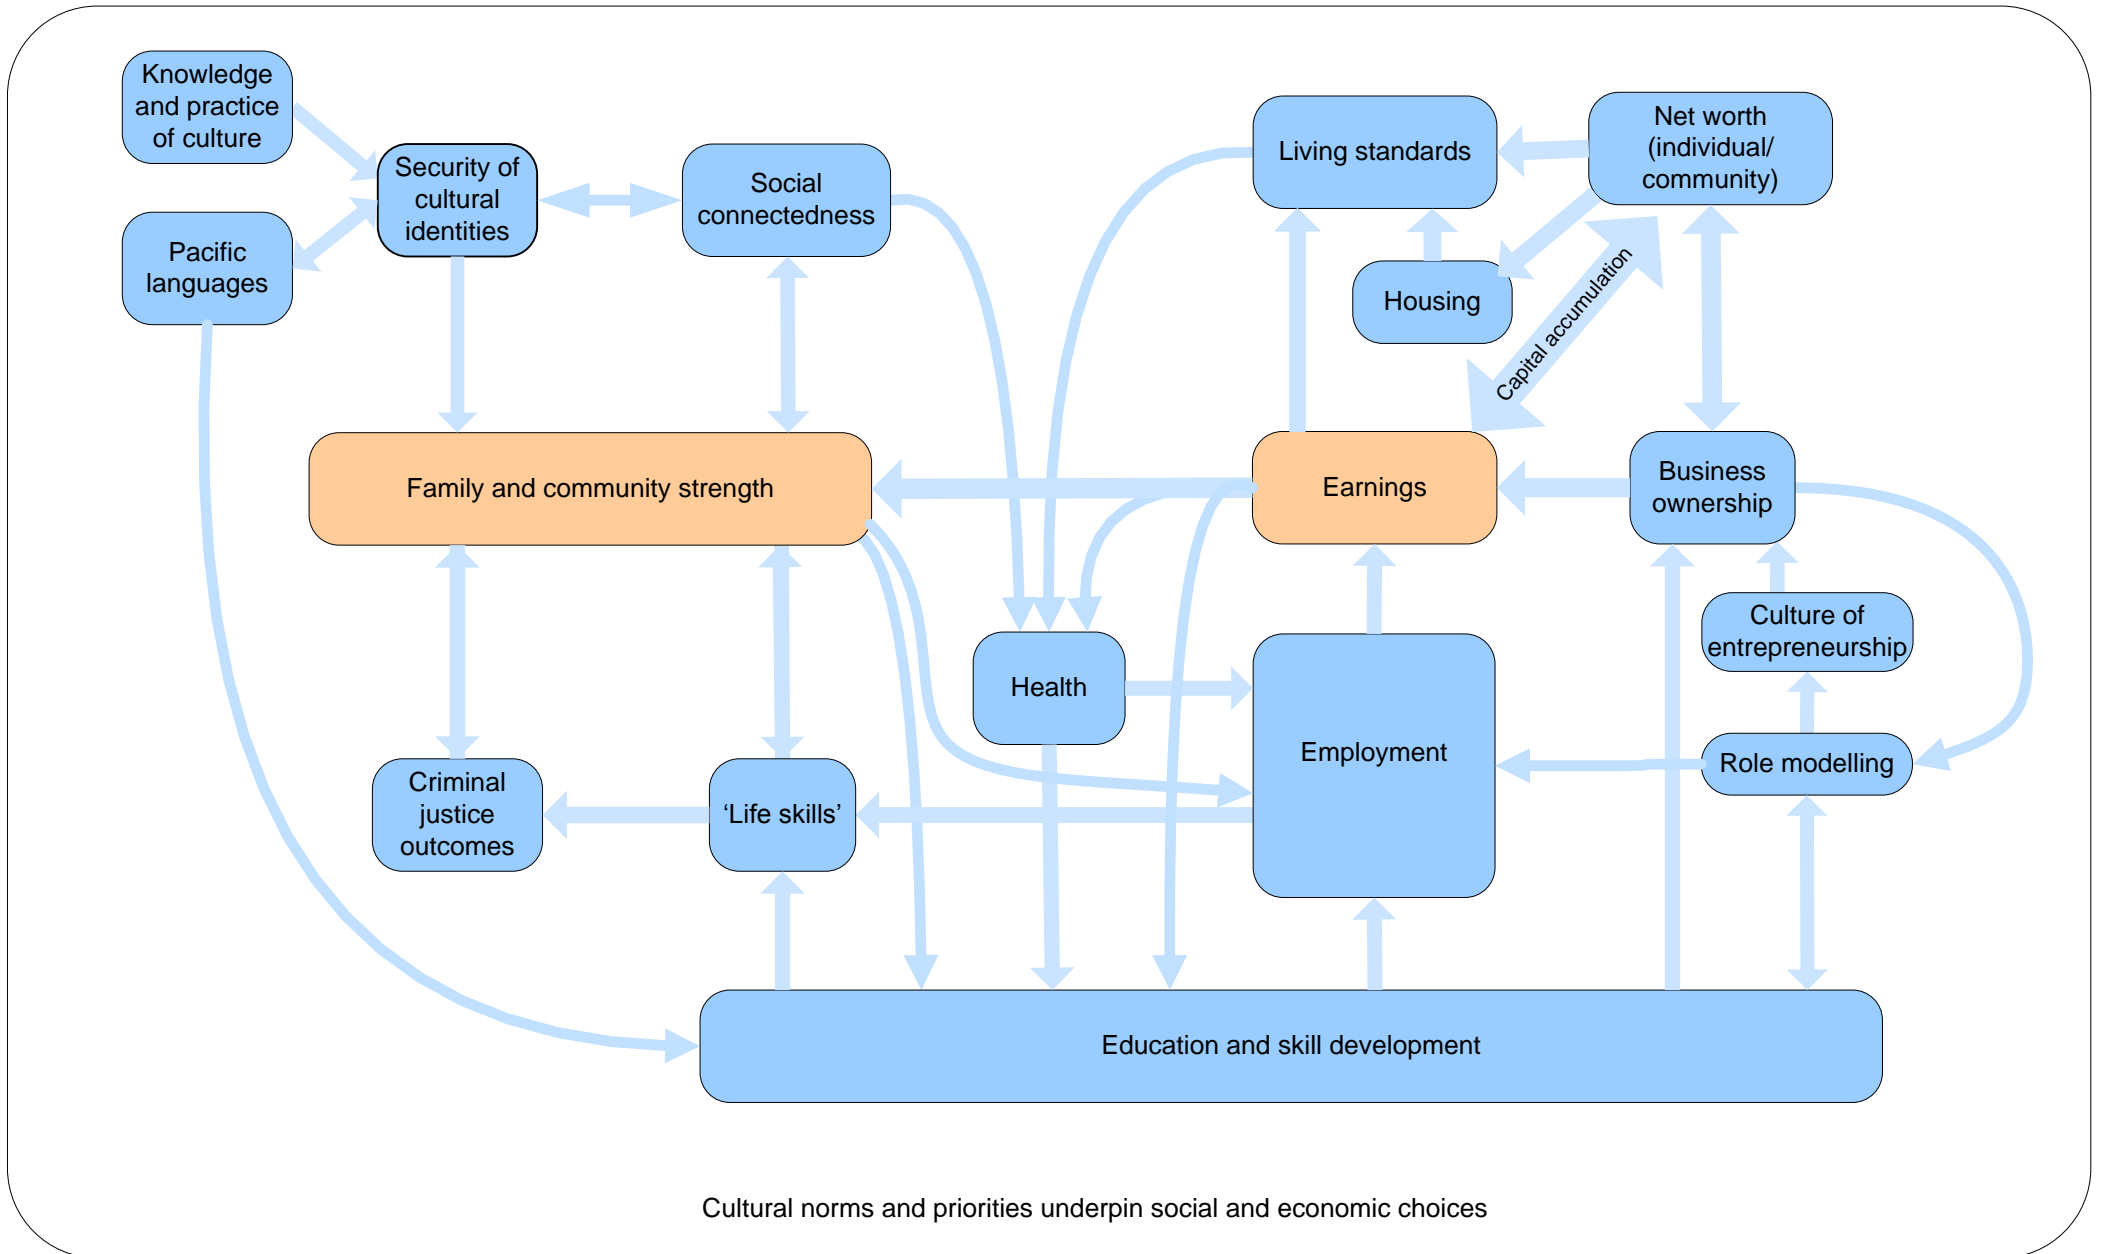 Knowledge
and practice
of culture
Security of
cultural
identities
Pacific
languages
Social
connectedness
Living standards
Net worth
(individual/
community)
Housing
Capital accumulation
Family and community strength
Earnings
Business
ownership
Culture of
entrepreneurship
Health
Employment
Role modelling
Criminal
justice
outcomes
‘Life skills’
Education and skill development
Cultural norms and priorities underpin social and economic choices